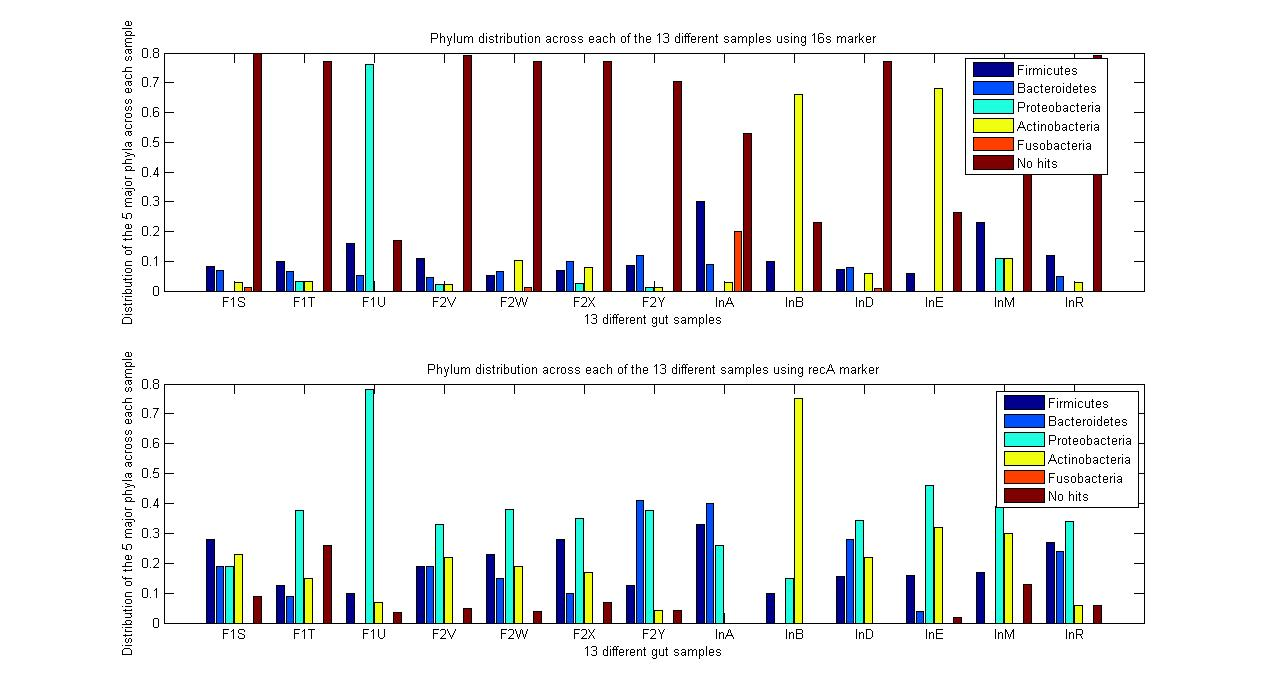 Phylum distribution across each of the 13 different samples using 16s marker
Distribution of the 5 major phyla across each sample
0.8
0.7
0.6
0.5
0.4
0.3
0.2
0.1
0
Firmicutes
Bacteroidetes
Proteobacteria
Actinobacteria
Fusobacteria
No hits
F1S F1T F1U F2V F2W F2X F2Y InA InB InD InE InM InR
13 different gut samples
Phylum distribution across each of the 13 different samples using recA marker
Distribution of the 5 major phyla across each sample
0.8
0.7
0.6
0.5
0.4
0.3
0.2
0.1
0
Firmicutes
Bacteroidetes
Proteobacteria
Actinobacteria
Fusobacteria
No hits
F1S F1T F1U F2V F2W F2X F2Y InA InB InD InE InM InR
13 different gut samples